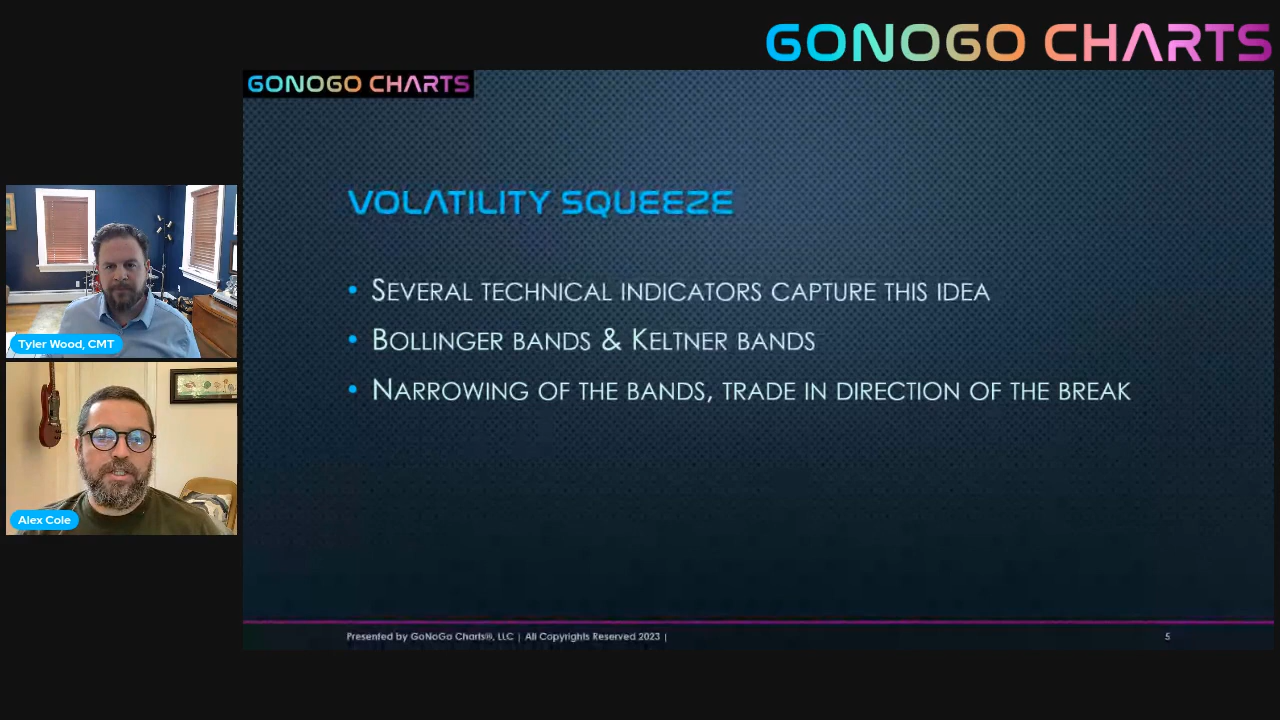 GONOGO CHARTS
GONOGO CHARTS
VOLATILITY SQUEEZE
• SEVERAL TECHNICAL INDICATORS CAPTURE THIS IDEA
• BOLLINGER BANDS & KELTNER BANDS
• NARROWING OF THE BANDS, TRADE IN DIRECTION OF THE BREAK
Tyler Wood, CMT
Alex Cole
Presented by GoNoGo Charts®, LLC | All Copyrights Reserved 2023 |
5